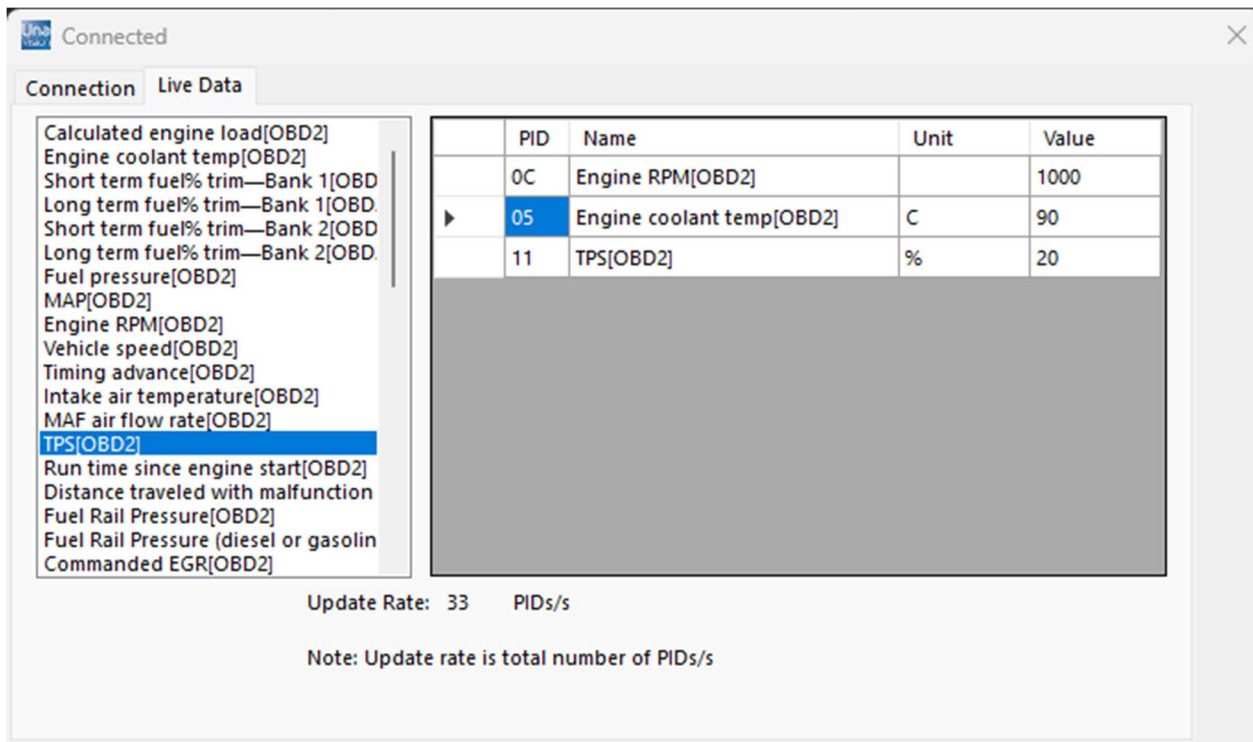 Una
Connected
Connection Live Data
Calculated engine load[OBD2]
Engine coolant temp[OBD2]
Short term fuel% trim—Bank 1[OBD
Long term fuel% trim—Bank 1[OBD.
Short term fuel% trim—Bank 2[OBD
Long term fuel% trim—Bank 2[OBD.
Fuel pressure[OBD2]
MAP[OBD2]
Engine RPM[OBD2]
Vehicle speed[OBD2]
Timing advance[OBD2]
Intake air temperature[OBD2]
MAF air flow rate[OBD2]
TPS[OBD2]
Run time since engine start[OBD2]
Distance traveled with malfunction
Fuel Rail Pressure[OBD2]
Fuel Rail Pressure (diesel or gasolin
Commanded EGR[OBD2]
PID Name Unit Value
0C Engine RPM[OBD2] 1000
05 Engine coolant temp[OBD2] C 90
11 TPS[OBD2] % 20
Update Rate: 33 PIDs/s
Note: Update rate is total number of PIDs/s